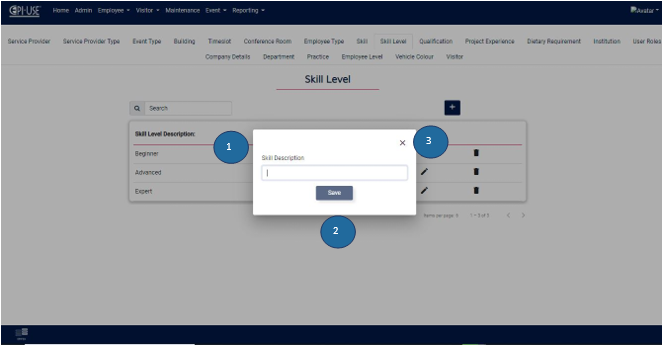 EPI-USE Home Admin Employee Visitor Maintenance Event Reporting Avatar
Service Provider Service Provider Type Event Type Building Timeslot Conference Room Employee Type Skill Skill Level Qualification Project Experience Dietary Requirement Institution User Roles
Company Details Department Practice Employee Level Vehicle Colour Visitor
Skill Level
Search +
Skill Level Description:
1
3
Beginner
Skill Description
Advanced
Expert
Save
Items per page: 5 1 – 3 of 3
2